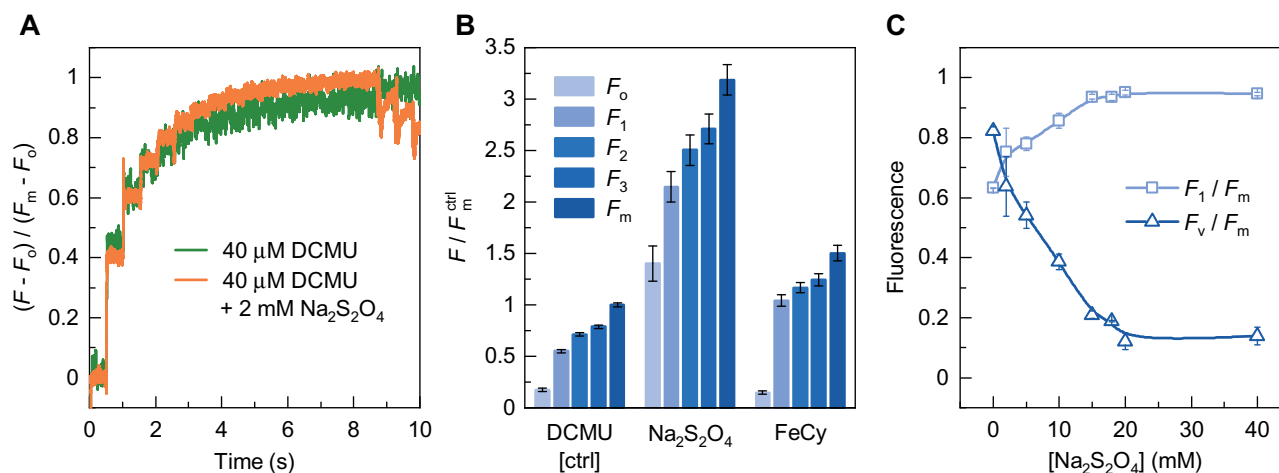 A
(F - Fₒ) / (Fₘ - Fₒ)
1
0.8
0.6
0.4
0.2
0
40 μM DCMU
40 μM DCMU
+ 2 mM Na₂S₂O₄
0 2 4 6 8 10
Time (s)
B
F / Fₘᶜᵗʳˡ
3.5
3
2.5
2
1.5
1
0.5
0
Fₒ
F₁
F₂
F₃
Fₘ
DCMU Na₂S₂O₄ FeCy
[ctrl]
C
Fluorescence
1
0.8
0.6
0.4
0.2
0
F₁ / Fₘ
Fᵥ / Fₘ
0 10 20 30 40
[Na₂S₂O₄] (mM)